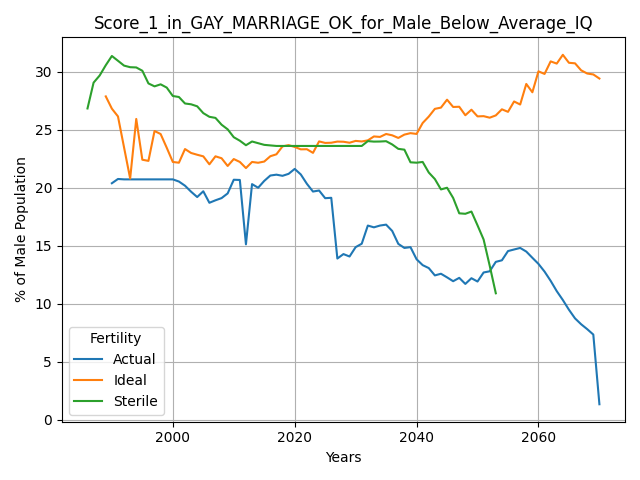 Score_1_in_GAY_MARRIAGE_OK_for_Male_Below_Average_IQ
% of Male Population
30
25
20
15
10
5
0
Fertility
Actual
Ideal
Sterile
2000
2020
2040
2060
Years